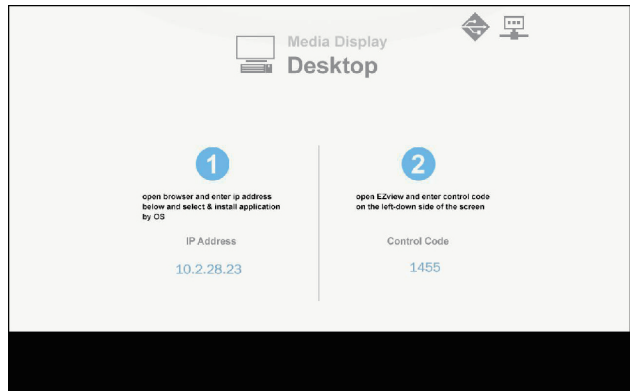 Media Display
Desktop
1
open browser and enter ip address
below and select & install application
by OS
IP Address
10.2.28.23
2
open EZview and enter control code
on the left-down side of the screen
Control Code
1455